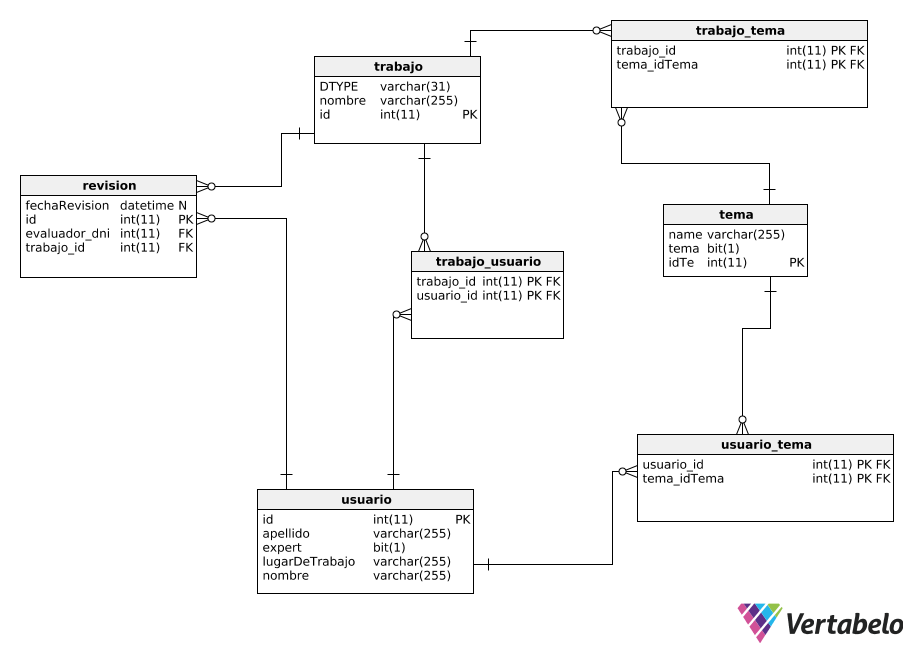 trabajo_tema
trabajo_id int(11) PK FK
tema_idTema int(11) PK FK
trabajo
DTYPE varchar(31)
nombre varchar(255)
id int(11) PK
revision
fechaRevision datetime N
id int(11) PK
evaluador_dni int(11) FK
trabajo_id int(11) FK
tema
name varchar(255)
tema bit(1)
idTe int(11) PK
trabajo_usuario
trabajo_id int(11) PK FK
usuario_id int(11) PK FK
usuario_tema
usuario_id int(11) PK FK
tema_idTema int(11) PK FK
usuario
id int(11) PK
apellido varchar(255)
expert bit(1)
lugarDeTrabajo varchar(255)
nombre varchar(255)
Vertabelo